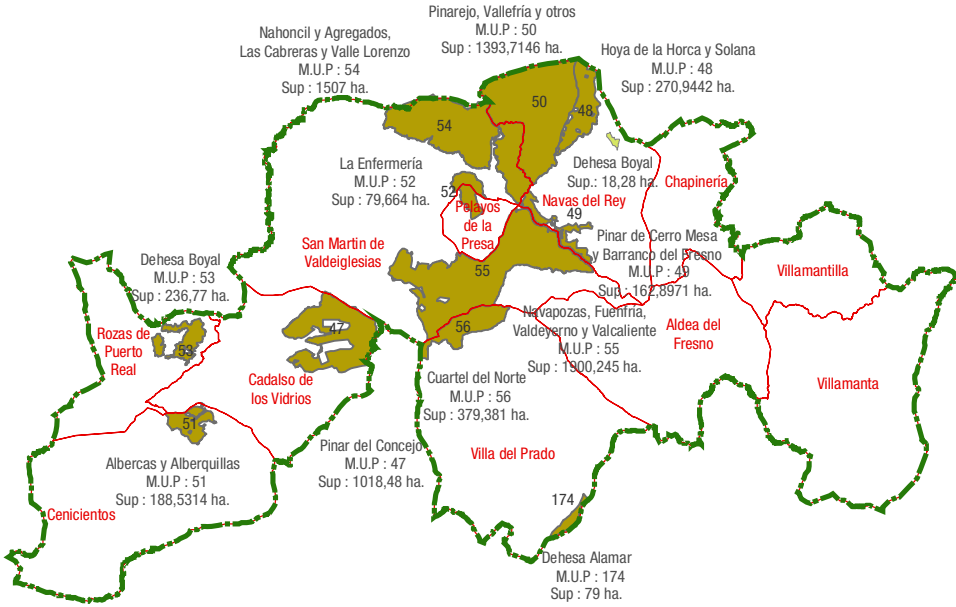 Pinarejo, Vallefría y otros
M.U.P : 50
Sup : 1393,7146 ha.
Nahoncil y Agregados,
Las Cabreras y Valle Lorenzo
M.U.P : 54
Sup : 1507 ha.
Hoya de la Horca y Solana
M.U.P : 48
Sup : 270,9442 ha.
50
48
54
La Enfermería
M.U.P : 52
Sup : 79,664 ha.
52
Dehesa Boyal
Sup.: 18,28 ha.
Chapinería
Navas del Rey
Pelayos
de la
Presa
49
Pinar de Cerro Mesa
y Barranco del Fresno
M.U.P : 49
Sup : 162,8971 ha.
San Martin de
Valdeiglesias
55
Villamantilla
Dehesa Boyal
M.U.P : 53
Sup : 236,77 ha.
Navapozas, Fuenfría,
Valdeyerno y Valcaliente
M.U.P : 55
Sup : 1900,245 ha.
56
47
Aldea del
Fresno
Rozas de
Puerto
Real
53
Cadalso de
los Vidrios
Cuartel del Norte
M.U.P : 56
Sup : 379,381 ha.
Villamanta
51
Pinar del Concejo
M.U.P : 47
Sup : 1018,48 ha.
Villa del Prado
Albercas y Alberquillas
M.U.P : 51
Sup : 188,5314 ha.
Cenicientos
174
Dehesa Alamar
M.U.P : 174
Sup : 79 ha.